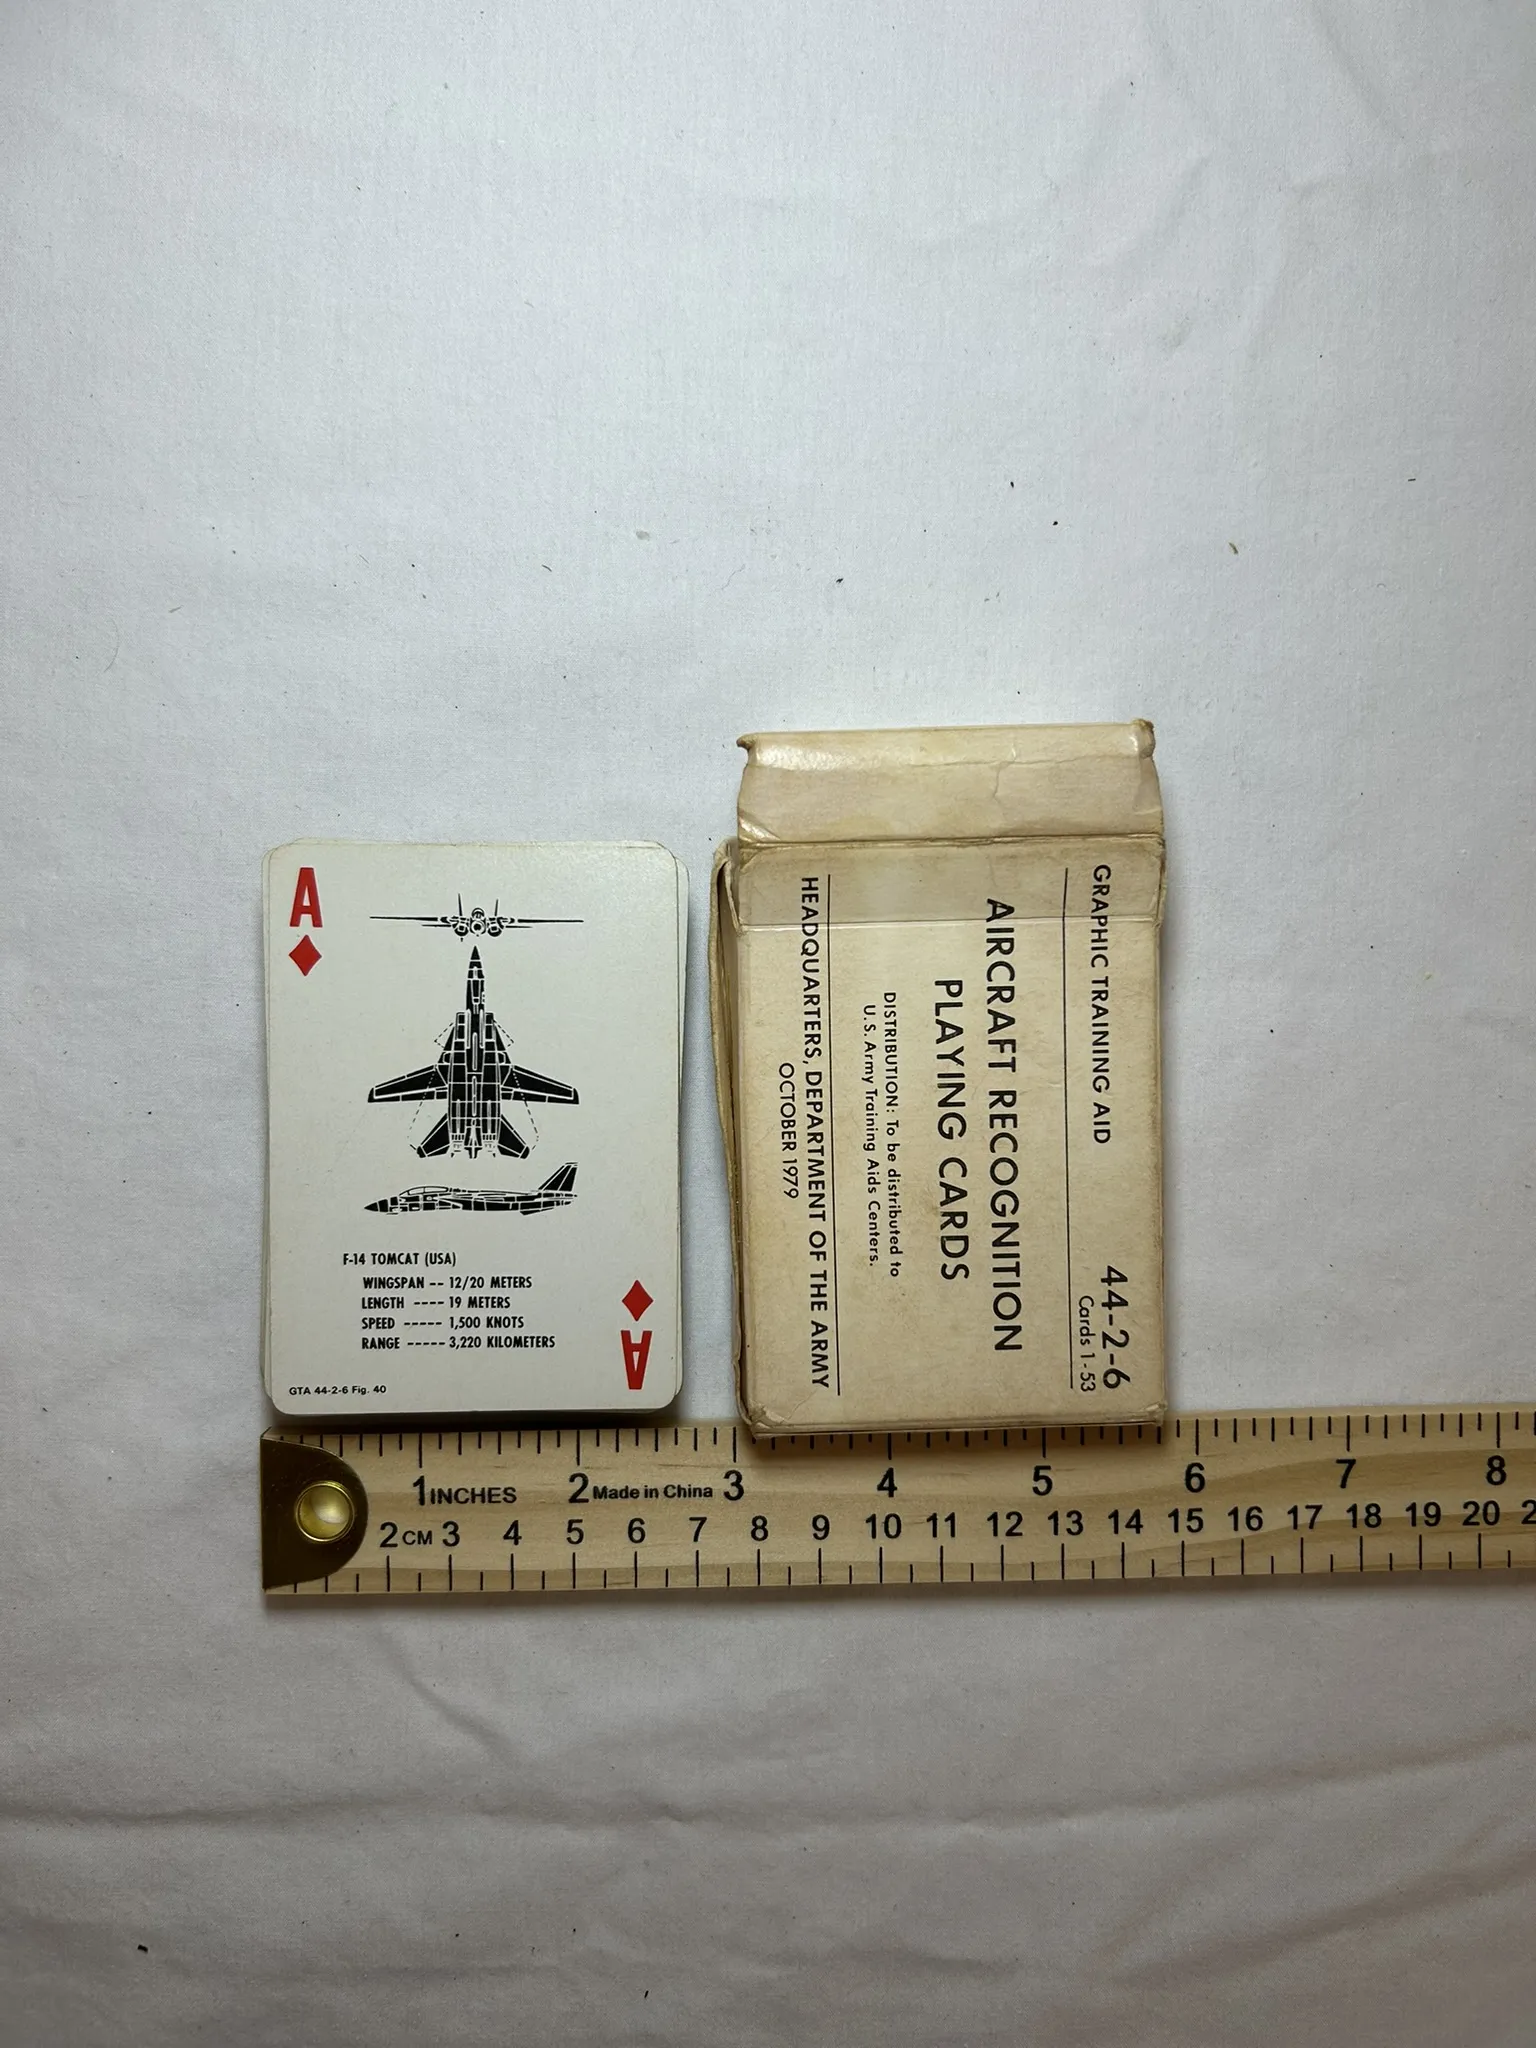 A
F-14 TOMCAT (USA)
WINGSPAN -- 12/20 METERS
LENGTH ---- 19 METERS
SPEED ----- 1,500 KNOTS
RANGE ----- 3,220 KILOMETERS
A
GTA 44-2-6 Fig. 40
GRAPHIC TRAINING AID 44-2-6
Cards 1-53
AIRCRAFT RECOGNITION
PLAYING CARDS
DISTRIBUTION: To be distributed to
U.S. Army Training Aids Centers.
HEADQUARTERS, DEPARTMENT OF THE ARMY
OCTOBER 1979
1 INCHES 2 Made in China 3 4 5 6 7 8
2 CM 3 4 5 6 7 8 9 10 11 12 13 14 15 16 17 18 19 20